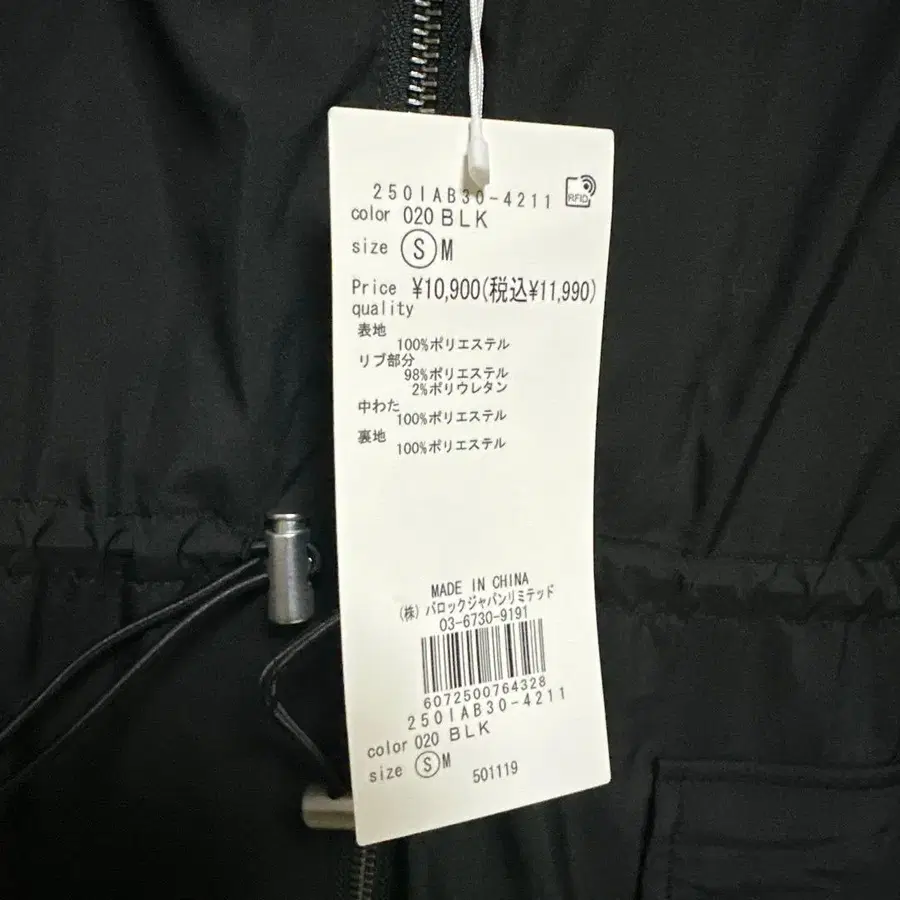 RFID
250IAB30-4211
color 020 BLK
size S M
Price ¥10,900(税込¥11,990)
quality
表地
100%ポリエステル
リブ部分
98%ポリエステル
2%ポリウレタン
中わた
100%ポリエステル
裏地
100%ポリエステル
MADE IN CHINA
(株)バロックジャパンリミテッド
03-6730-9191
6072500764328
250IAB30-4211
color 020 BLK
size S M
501119